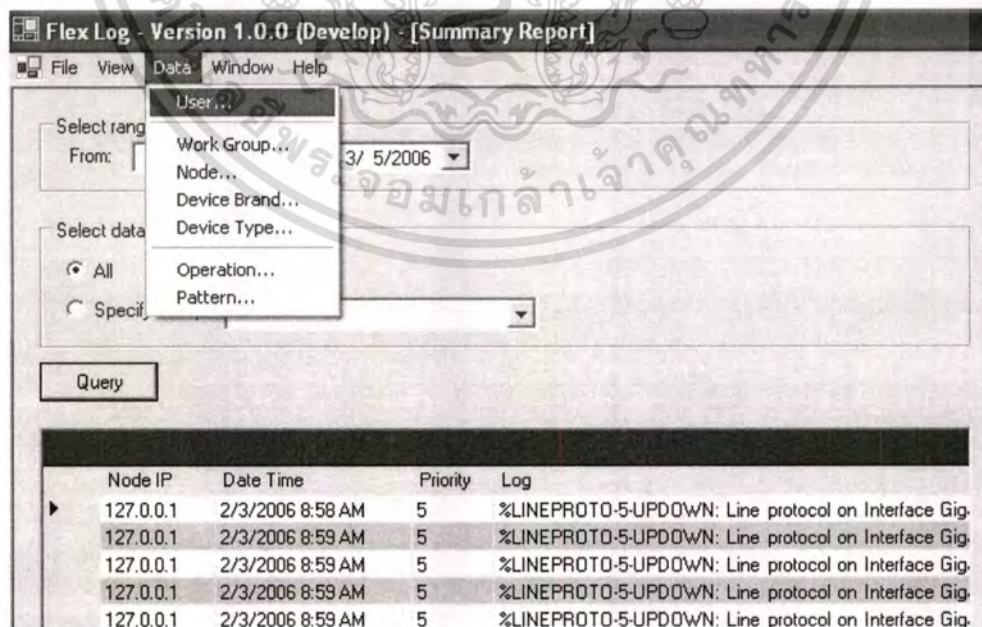 Flex Log - Version 1.0.0 (Develop) - [Summary Report]
File View Data Window Help
User...
Select rang
Work Group...
From: 3/ 5/2006
Node...
Device Brand...
Select data
Device Type...
All
Operation...
Specify
Pattern...
Query
Node IP Date Time Priority Log
127.0.0.1 2/3/2006 8:58 AM 5 %LINEPROTO-5-UPDOWN: Line protocol on Interface Gig
127.0.0.1 2/3/2006 8:59 AM 5 %LINEPROTO-5-UPDOWN: Line protocol on Interface Gig
127.0.0.1 2/3/2006 8:59 AM 5 %LINEPROTO-5-UPDOWN: Line protocol on Interface Gig
127.0.0.1 2/3/2006 8:59 AM 5 %LINEPROTO-5-UPDOWN: Line protocol on Interface Gig
127.0.0.1 2/3/2006 8:59 AM 5 %LINEPROTO-5-UPDOWN: Line protocol on Interface Gig